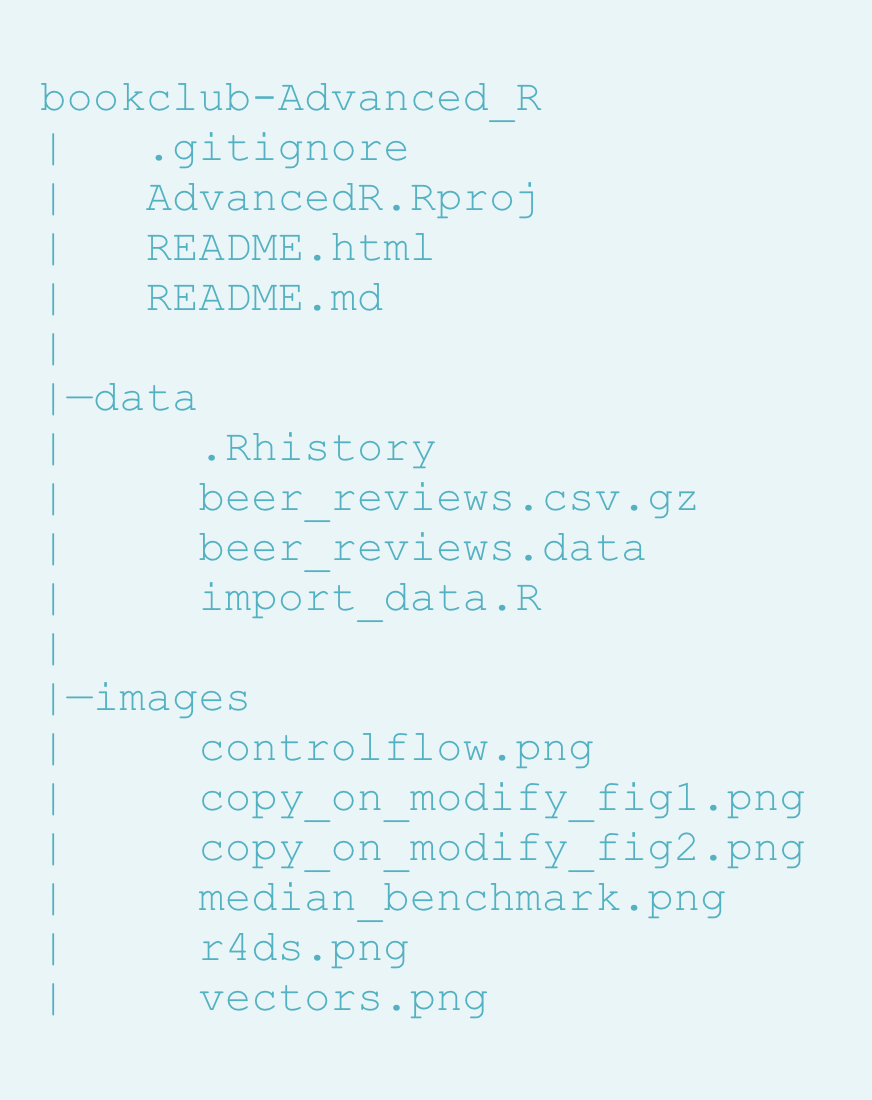 bookclub-Advanced_R
|   .gitignore
|   AdvancedR.Rproj
|   README.html
|   README.md
|
|—data
|     .Rhistory
|     beer_reviews.csv.gz
|     beer_reviews.data
|     import_data.R
|
|—images
|     controlflow.png
|     copy_on_modify_fig1.png
|     copy_on_modify_fig2.png
|     median_benchmark.png
|     r4ds.png
|     vectors.png